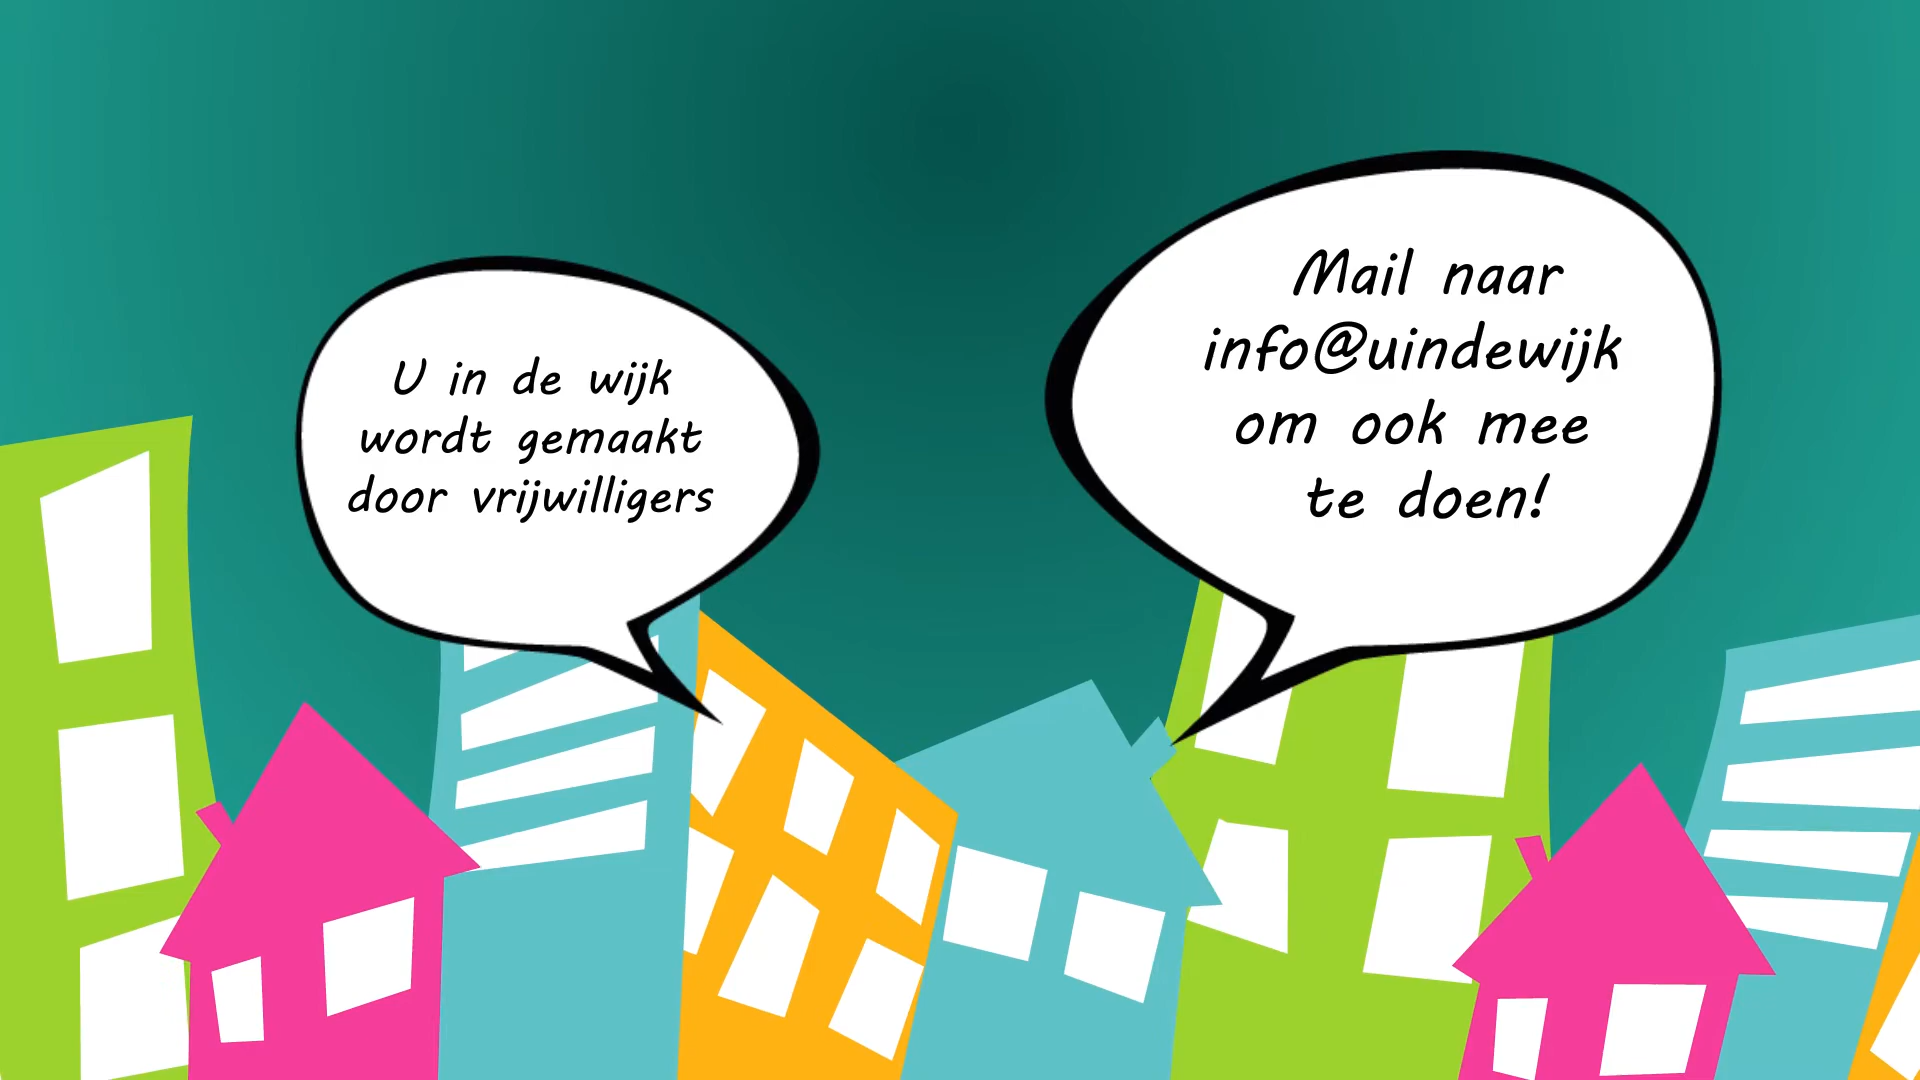 U in de wijk
wordt gemaakt
door vrijwilligers
Mail naar
info@uindewijk
om ook mee
te doen!